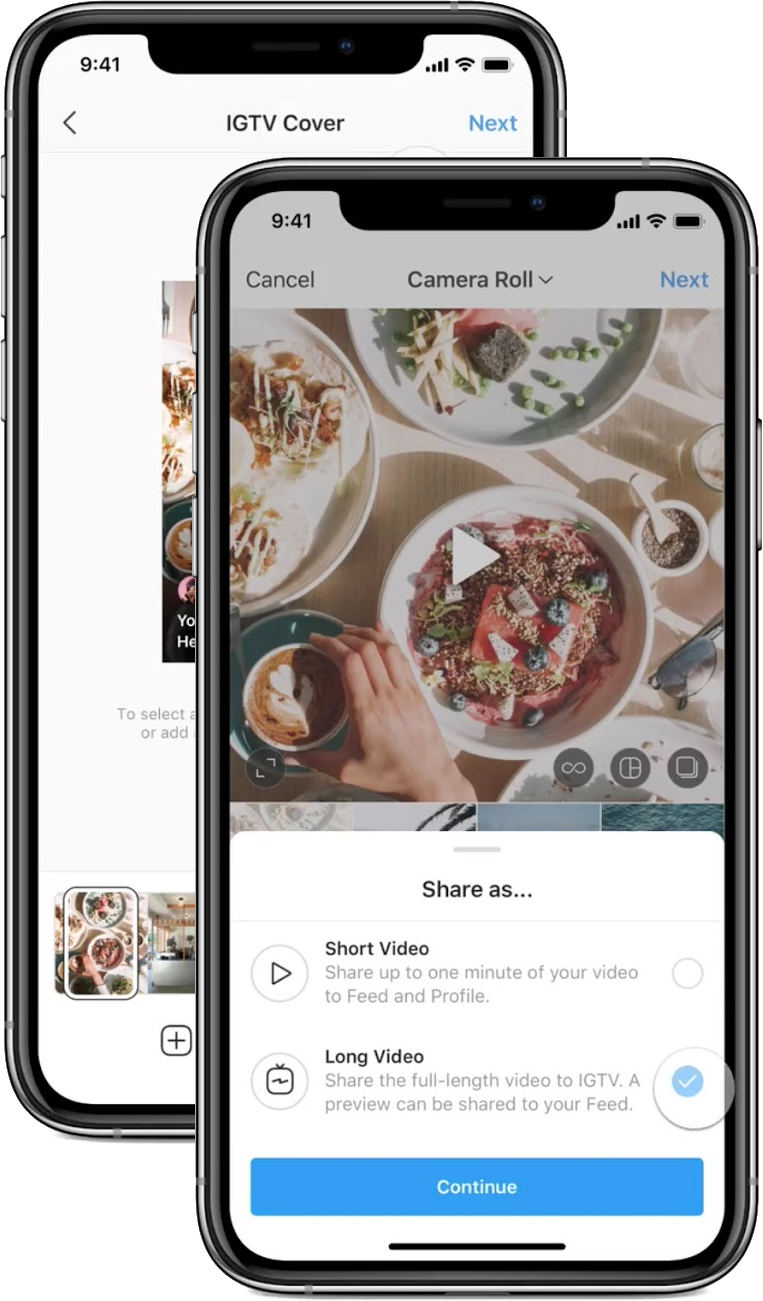 9:41
IGTV Cover
Next
Yo
He
To select a
or add
9:41
Cancel
Camera Roll
Next
Share as...
Short Video
Share up to one minute of your video
to Feed and Profile.
Long Video
Share the full-length video to IGTV. A
preview can be shared to your Feed.
Continue